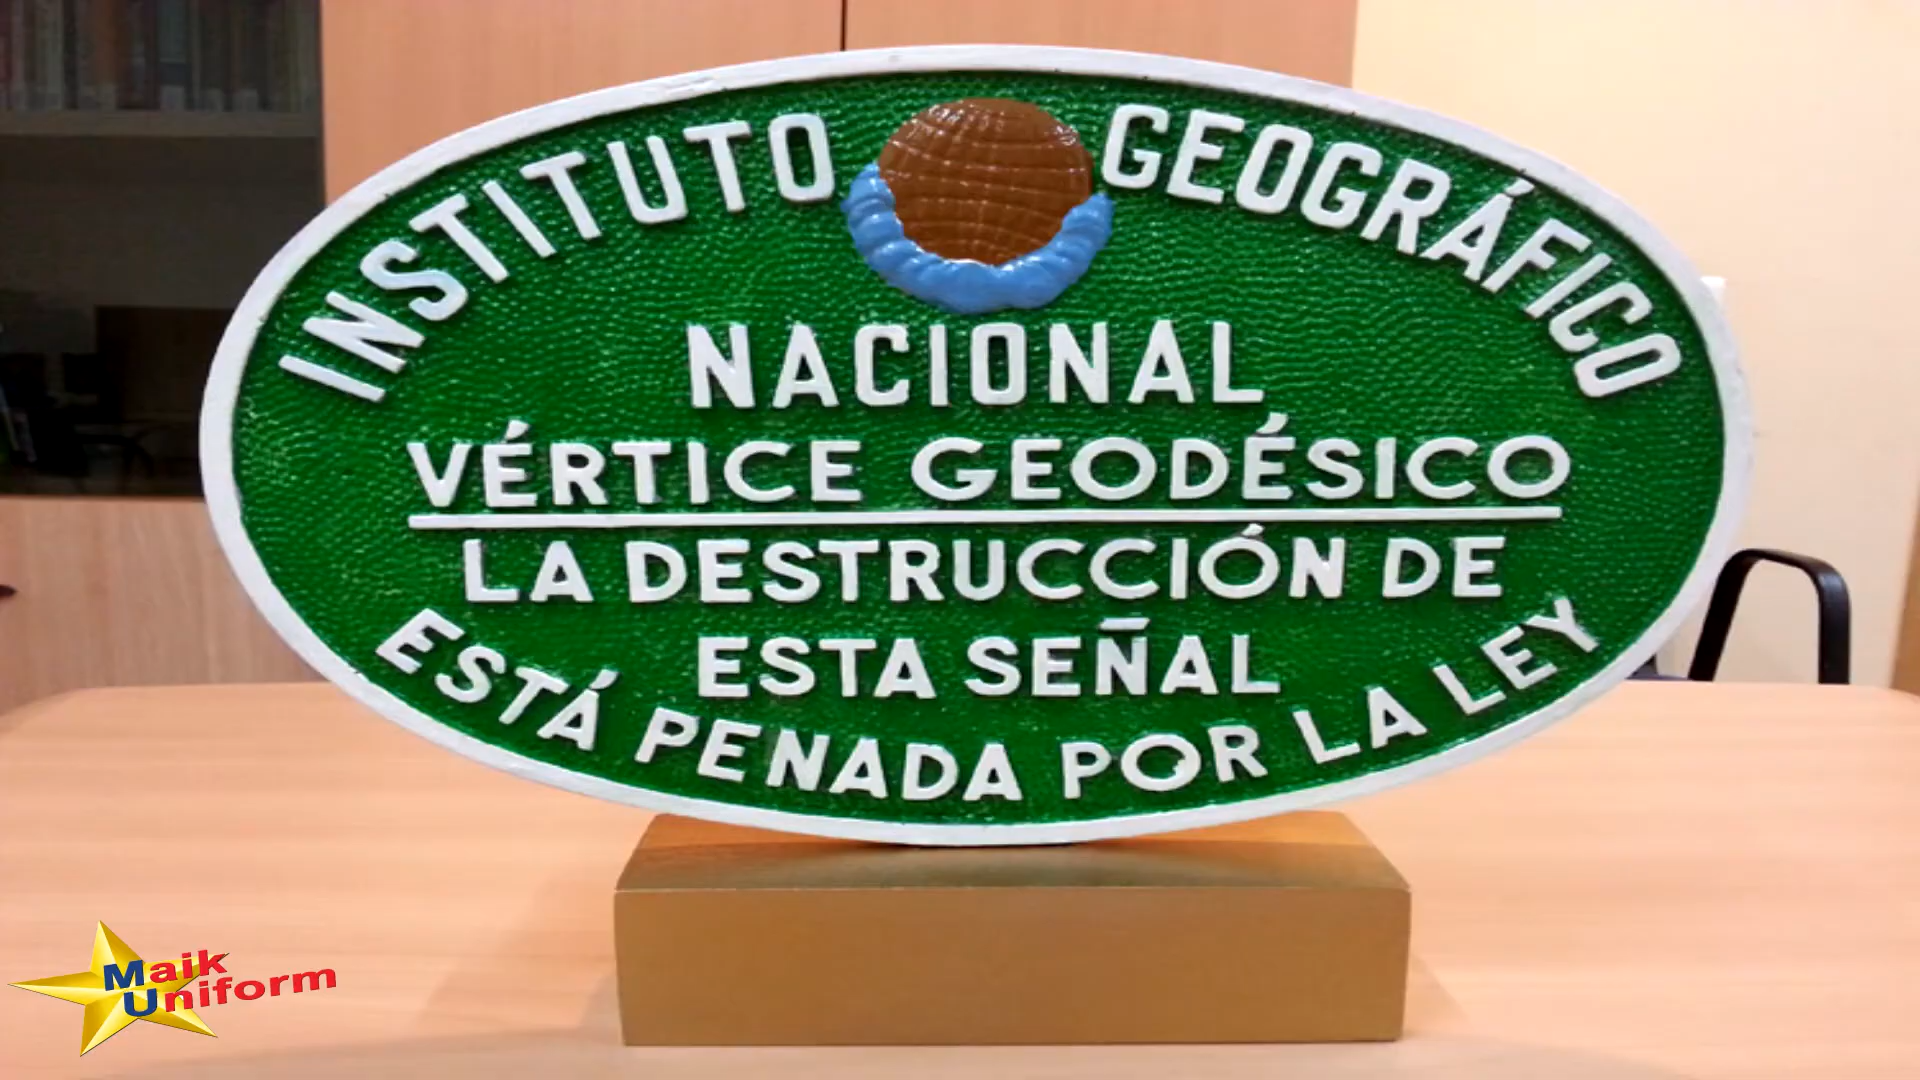 INSTITUTO GEOGRÁFICO
NACIONAL
VÉRTICE GEODÉSICO
LA DESTRUCCIÓN DE
ESTA SEÑAL
ESTÁ PENADA POR LA LEY
Maik
Uniform